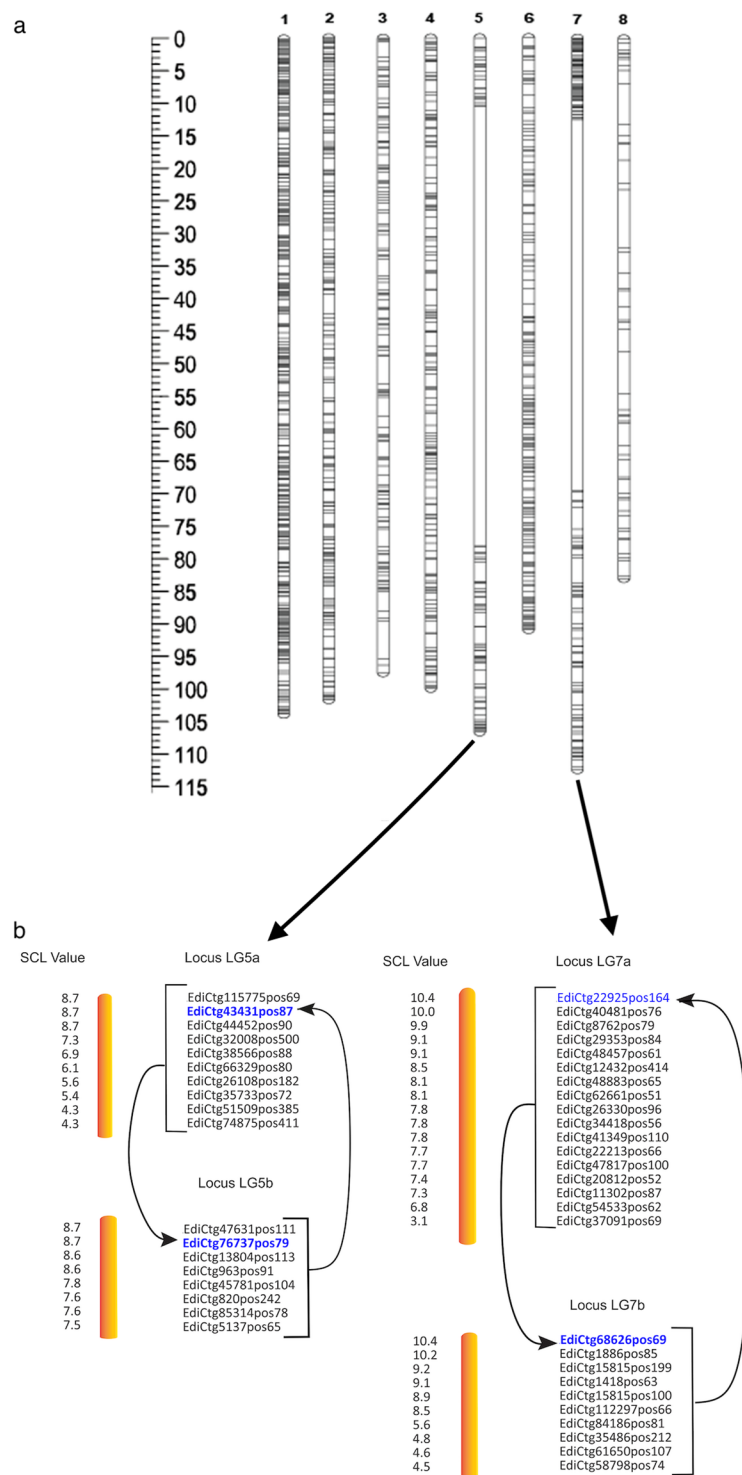 a
1 2 3 4 5 6 7 8
0
5
10
15
20
25
30
35
40
45
50
55
60
65
70
75
80
85
90
95
100
105
110
115
b
SCL Value
Locus LG5a
8.7 EdiCtg115775pos69
8.7 EdiCtg43431pos87
8.7 EdiCtg44452pos90
7.3 EdiCtg32008pos500
6.9 EdiCtg38566pos88
6.1 EdiCtg66329pos80
5.6 EdiCtg26108pos182
5.4 EdiCtg35733pos72
4.3 EdiCtg51509pos385
4.3 EdiCtg74875pos411
Locus LG5b
8.7 EdiCtg47631pos111
8.7 EdiCtg76737pos79
8.6 EdiCtg13804pos113
8.6 EdiCtg963pos91
7.8 EdiCtg45781pos104
7.6 EdiCtg820pos242
7.6 EdiCtg85314pos78
7.5 EdiCtg5137pos65
SCL Value
Locus LG7a
10.4 EdiCtg22925pos164
10.0 EdiCtg40481pos76
9.9 EdiCtg8762pos79
9.1 EdiCtg29353pos84
9.1 EdiCtg48457pos61
8.5 EdiCtg12432pos414
8.1 EdiCtg48883pos65
8.1 EdiCtg62661pos51
7.8 EdiCtg26330pos96
7.8 EdiCtg34418pos56
7.8 EdiCtg41349pos110
7.7 EdiCtg22213pos66
7.7 EdiCtg47817pos100
7.4 EdiCtg20812pos52
7.3 EdiCtg11302pos87
6.8 EdiCtg54533pos62
3.1 EdiCtg37091pos69
Locus LG7b
10.4 EdiCtg68626pos69
10.2 EdiCtg1886pos85
9.2 EdiCtg15815pos199
9.1 EdiCtg1418pos63
8.9 EdiCtg15815pos100
8.5 EdiCtg112297pos66
5.6 EdiCtg84186pos81
4.8 EdiCtg35486pos212
4.6 EdiCtg61650pos107
4.5 EdiCtg58798pos74